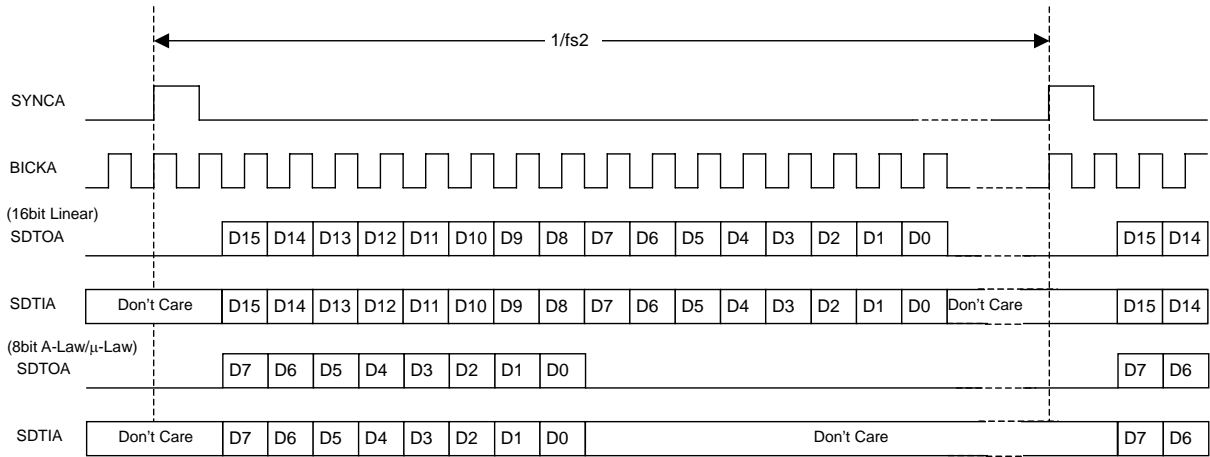 1/fs2
SYNCA
BICKA
(16bit Linear)
SDTOA D15 D14 D13 D12 D11 D10 D9 D8 D7 D6 D5 D4 D3 D2 D1 D0 D15 D14
SDTIA Don't Care D15 D14 D13 D12 D11 D10 D9 D8 D7 D6 D5 D4 D3 D2 D1 D0 Don't Care D15 D14
(8bit A-Law/μ-Law)
SDTOA D7 D6 D5 D4 D3 D2 D1 D0 D7 D6
SDTIA Don't Care D7 D6 D5 D4 D3 D2 D1 D0 Don't Care D7 D6